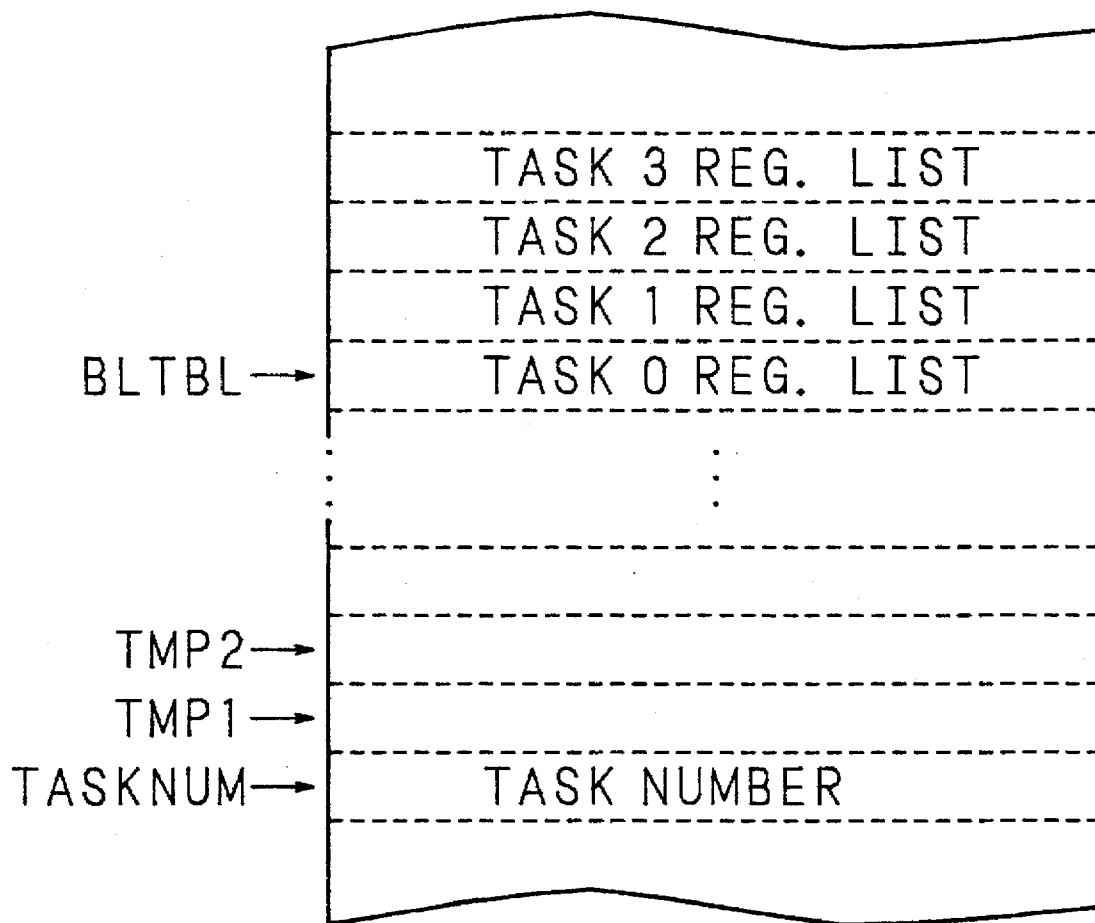 TASK 3 REG. LIST
TASK 2 REG. LIST
TASK 1 REG. LIST
BLTBL TASK 0 REG. LIST
TMP2
TMP1
TASKNUM TASK NUMBER